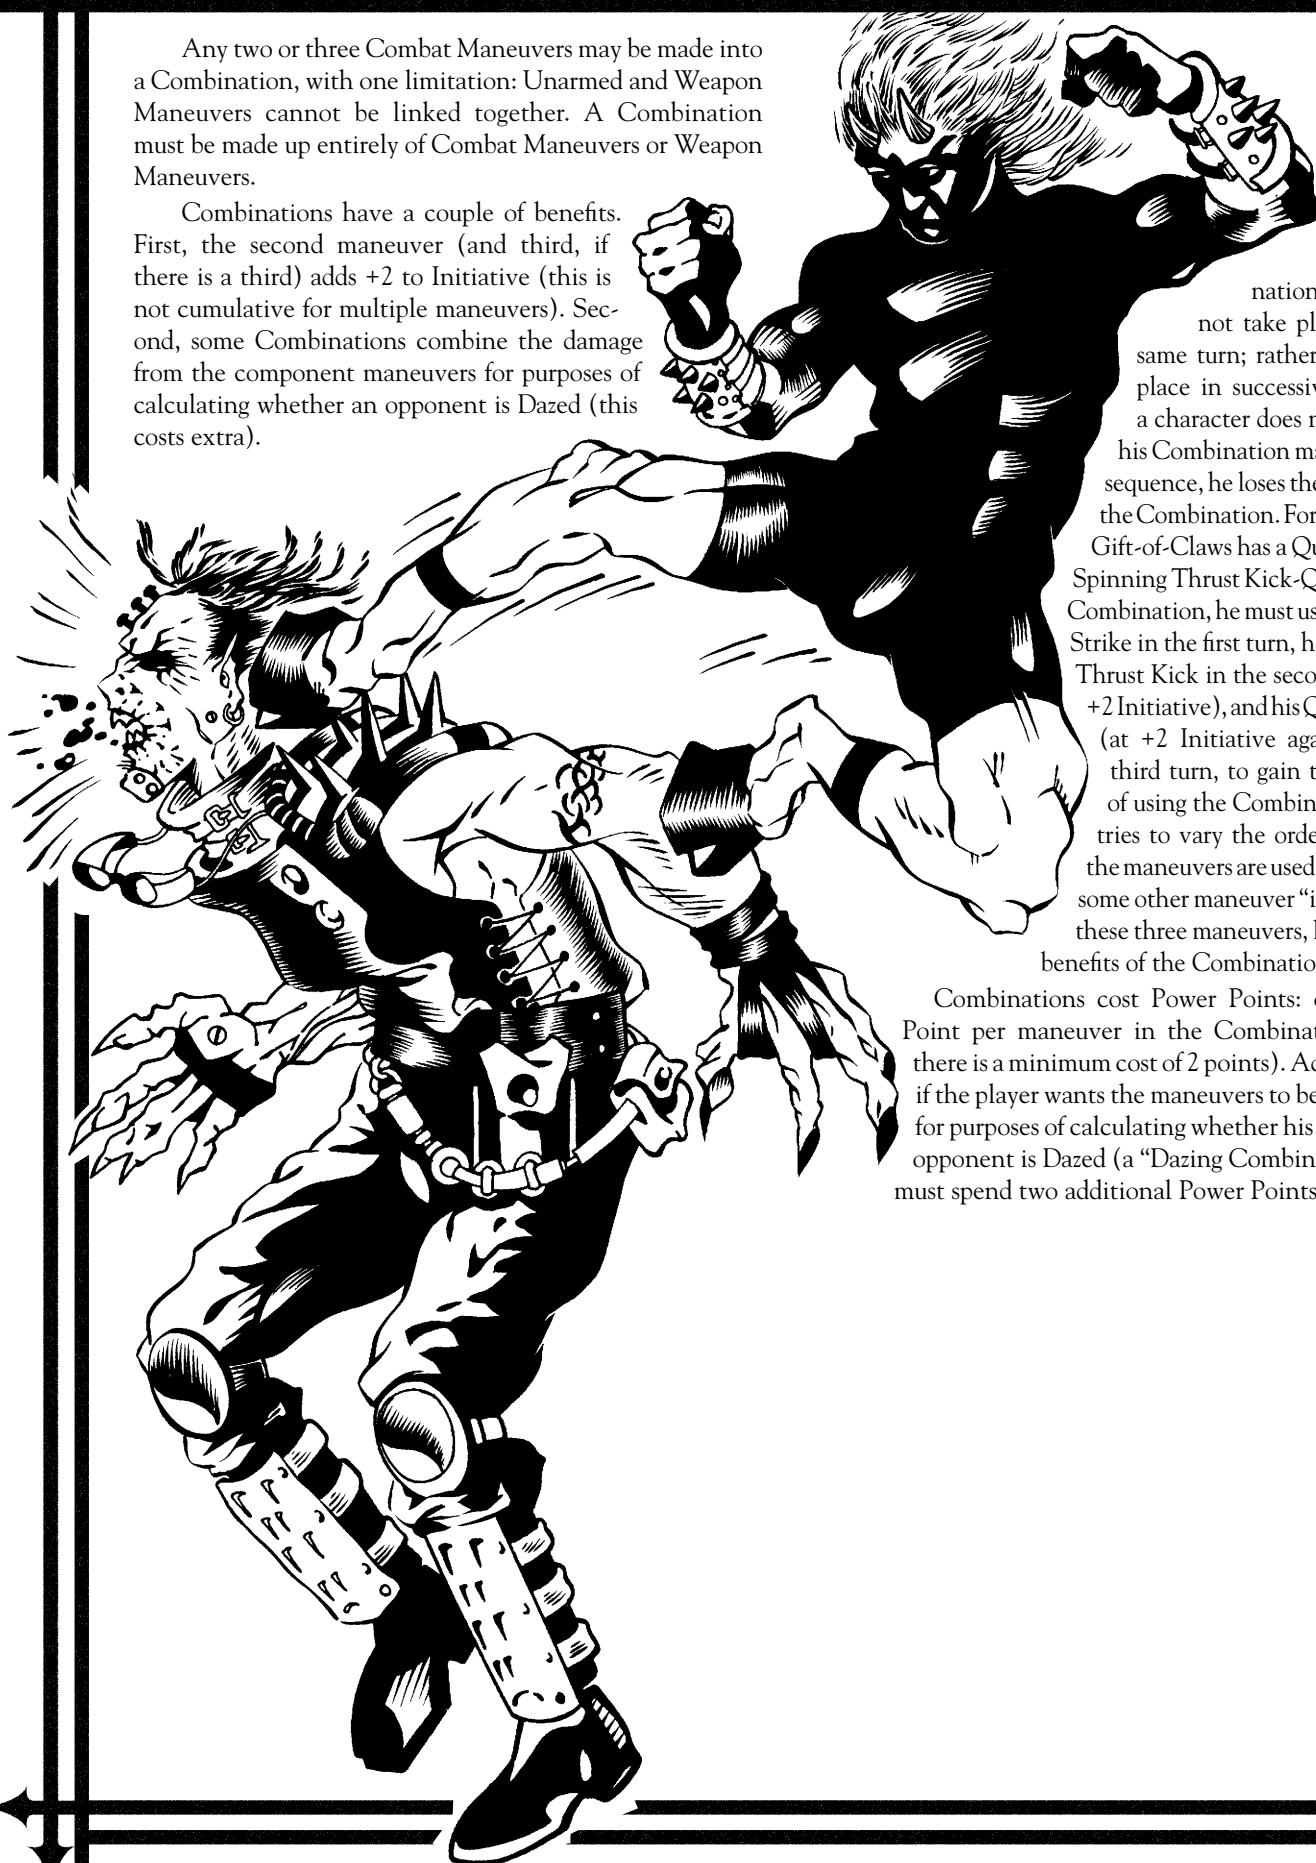 Any two or three Combat Maneuvers may be made into
a Combination, with one limitation: Unarmed and Weapon
Maneuvers cannot be linked together. A Combination
must be made up entirely of Combat Maneuvers or Weapon
Maneuvers.
Combinations have a couple of benefits.
First, the second maneuver (and third, if
there is a third) adds +2 to Initiative (this is
not cumulative for multiple maneuvers). Sec-
ond, some Combinations combine the damage
from the component maneuvers for purposes of
calculating whether an opponent is Dazed (this
costs extra).
nation
not take pl
same turn; rather
place in successiv
a character does
his Combination ma
sequence, he loses the
the Combination. For
Gift-of-Claws has a Qu
Spinning Thrust Kick-Q
Combination, he must us
Strike in the first turn, h
Thrust Kick in the seco
+2 Initiative), and his Q
(at +2 Initiative aga
third turn, to gain t
of using the Combin
tries to vary the orde
the maneuvers are used
some other maneuver “i
these three maneuvers,
benefits of the Combinatio
Combinations cost Power Points:
Point per maneuver in the Combinat
there is a minimum cost of 2 points). Ad
if the player wants the maneuvers to be
for purposes of calculating whether his
opponent is Dazed (a “Dazing Combin
must spend two additional Power Points